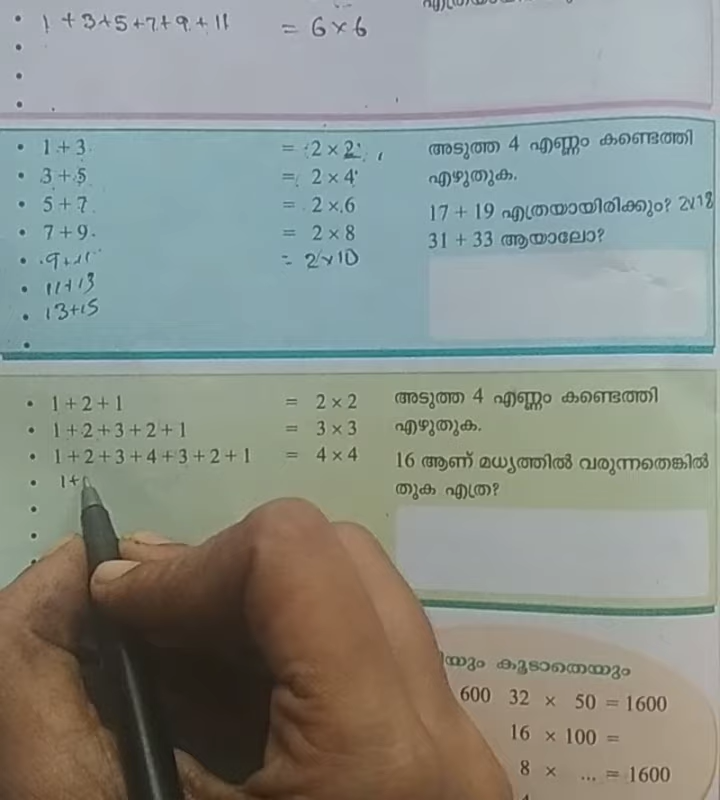 1 + 3 + 5 + 7 + 9 + 11 = 6 × 6
1 + 3 = 2 × 2
3 + 5 = 2 × 4
5 + 7 = 2 × 6
7 + 9 = 2 × 8
9 + 11 = 2 × 10
11 + 13
13 + 15
അടുത്ത 4 എണ്ണം കണ്ടെത്തി
എഴുതുക.
17 + 19 എത്രയായിരിക്കും? 2×18
31 + 33 ആയാലോ?
1 + 2 + 1 = 2 × 2
1 + 2 + 3 + 2 + 1 = 3 × 3
1 + 2 + 3 + 4 + 3 + 2 + 1 = 4 × 4
1 +
അടുത്ത 4 എണ്ണം കണ്ടെത്തി
എഴുതുക.
16 ആണ് മധ്യത്തിൽ വരുന്നതെങ്കിൽ
തുക എത്ര?
കൂടാതെയും
600 32 × 50 = 1600
16 × 100 =
8 × ... = 1600